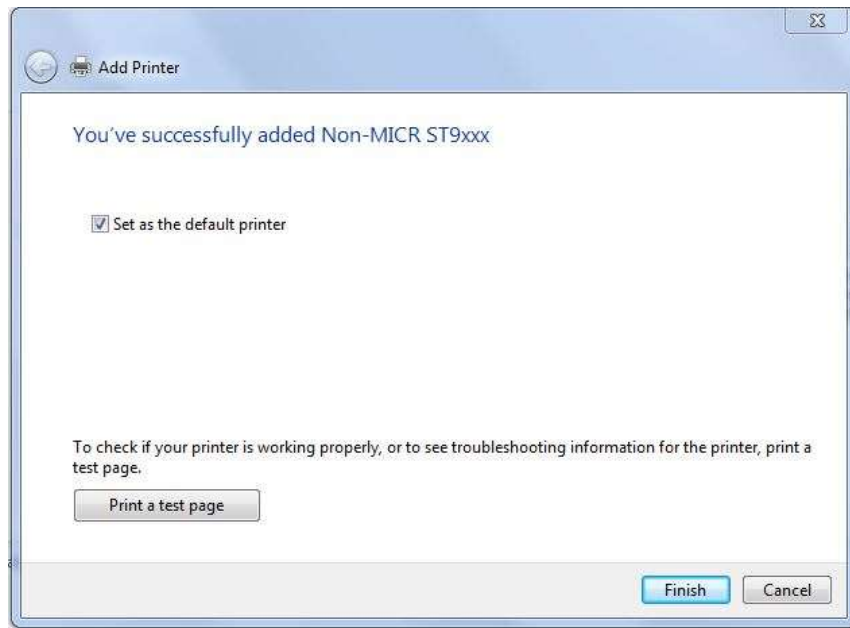 Add Printer
You've successfully added Non-MICR ST9xxx
Set as the default printer
To check if your printer is working properly, or to see troubleshooting information for the printer, print a
test page.
Print a test page
Finish Cancel